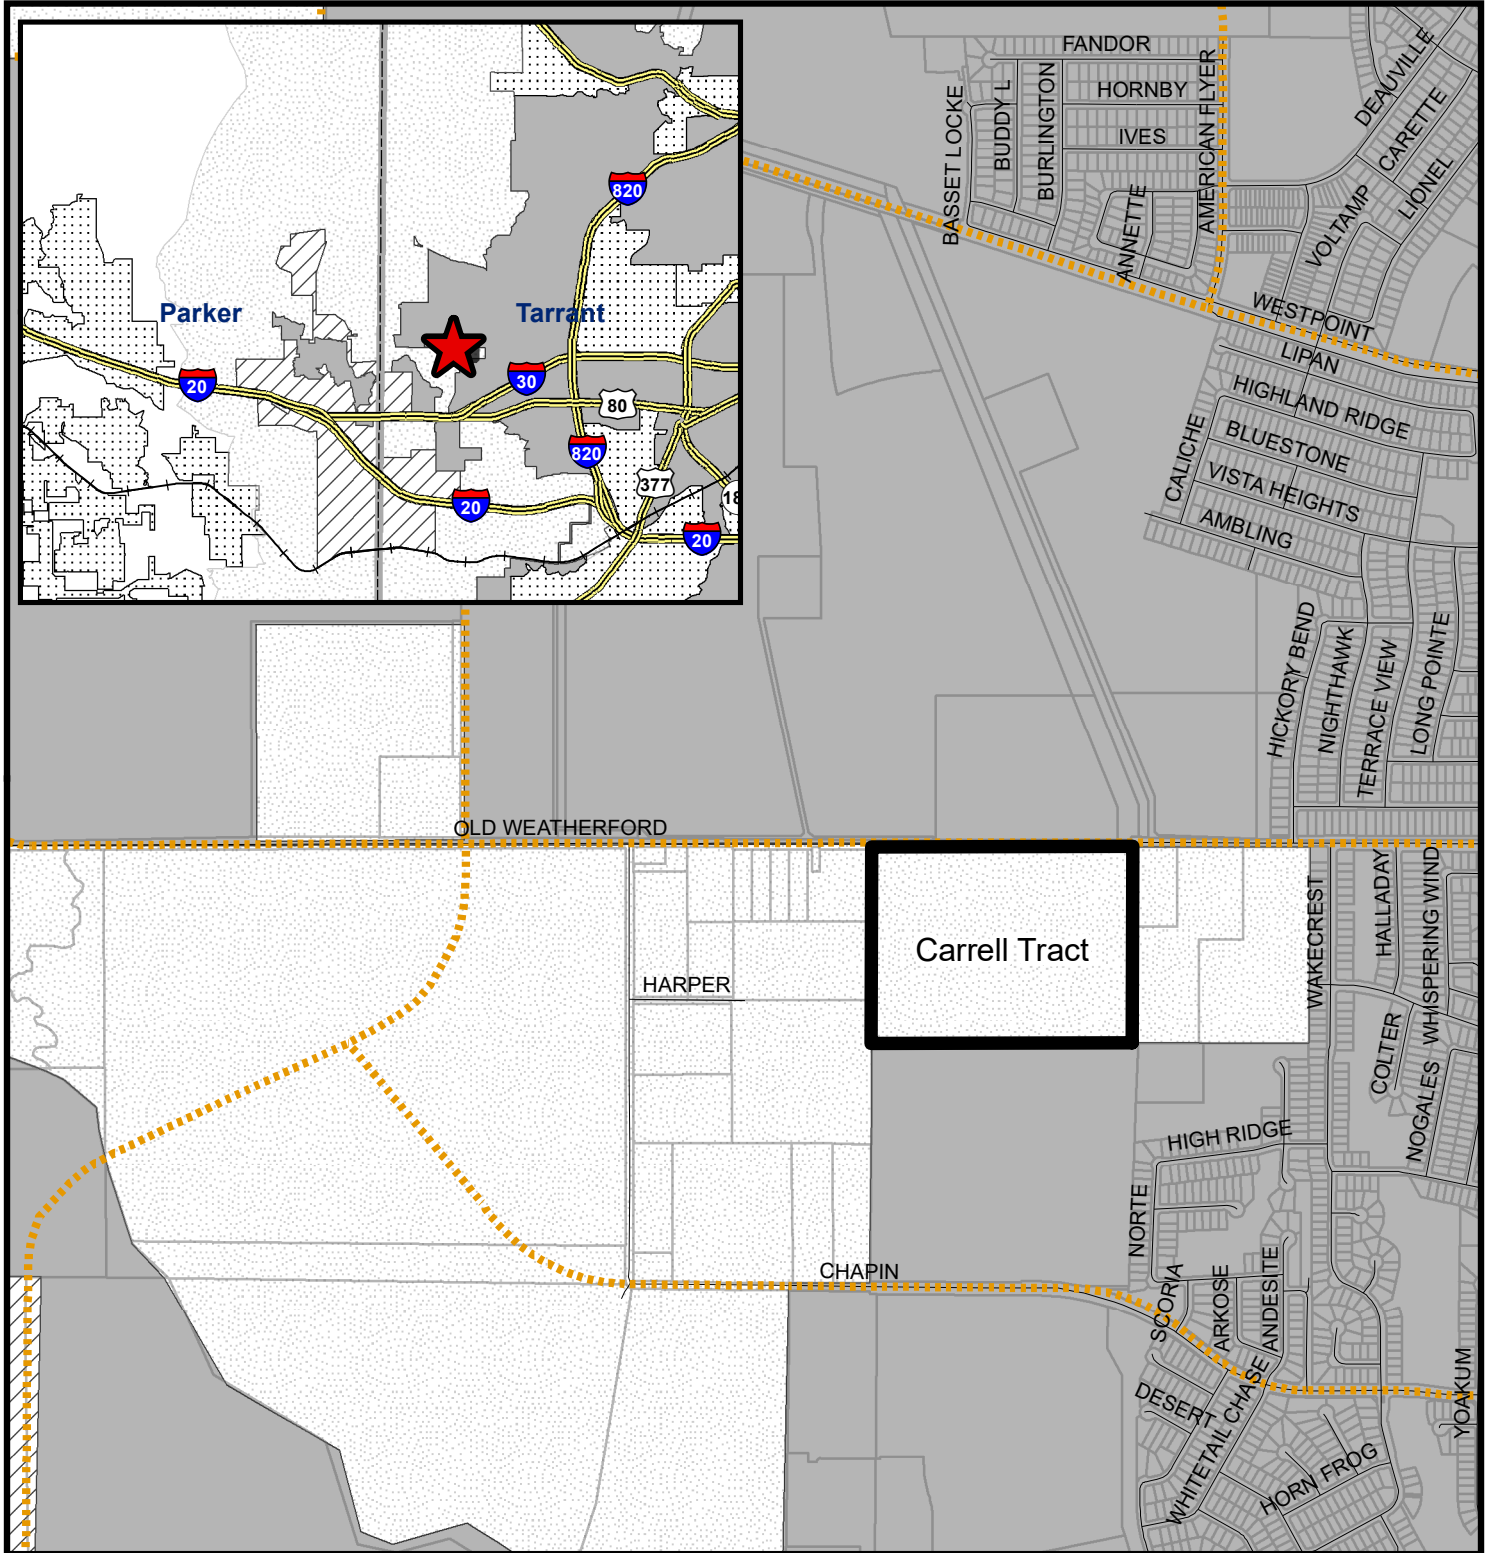 Parker
Tarrant
820
20
30
80
820
377
20
20
18
FANDOR
HORNBY
IVES
BASSET LOCKE
BUDDY L
BURLINGTON
ANNETTE
AMERICAN FLYER
DEAUVILLE
CARETTE
LIONEL
VOLTAMP
WESTPOINT
LIPAN
HIGHLAND RIDGE
BLUESTONE
VISTA HEIGHTS
AMBLING
CALICHE
HICKORY BEND
NIGHTHAWK
TERRACE VIEW
LONG POINTE
OLD WEATHERFORD
Carrell Tract
HARPER
WAKECREST
HALLADAY
WHISPERING WIND
COLTER
NOGALES
HIGH RIDGE
NORTE
CHAPIN
SCORIA
ARKOSE
ANDESITE
DESERT
WHITETAIL CHASE
HORN FROG
YOAKUM